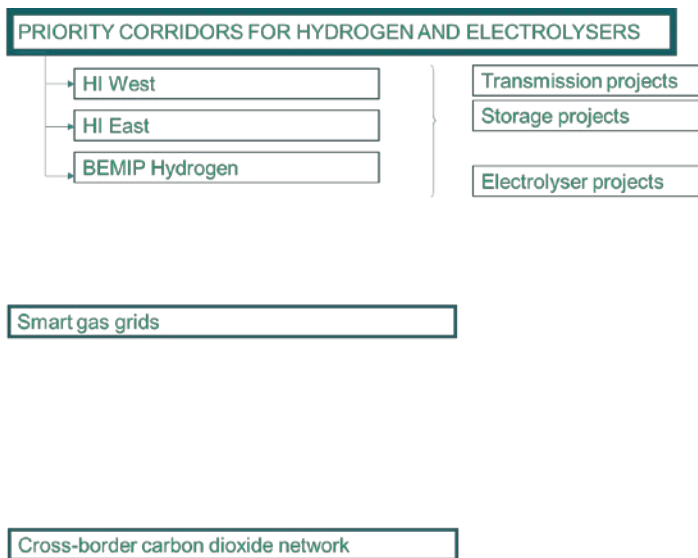 PRIORITY CORRIDORS FOR HYDROGEN AND ELECTROLYSERS
HI West
HI East
BEMIP Hydrogen
Transmission projects
Storage projects
Electrolyser projects
Smart gas grids
Cross-border carbon dioxide network